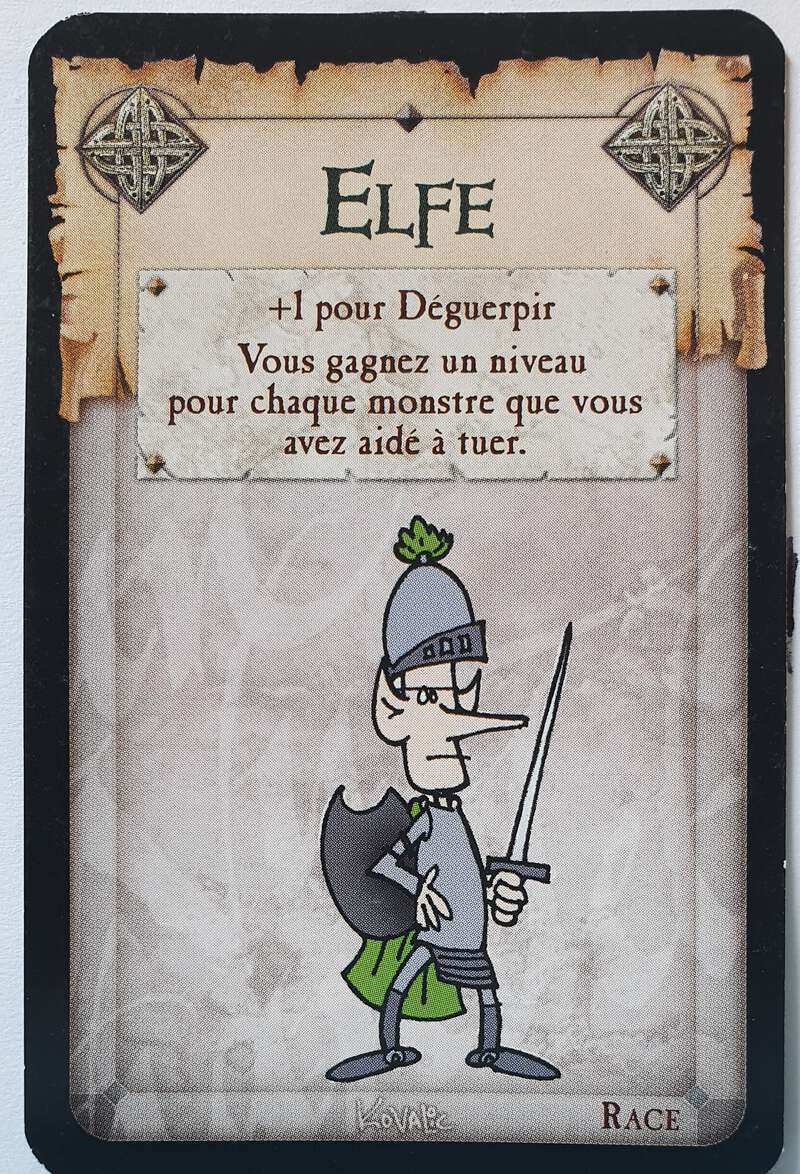 ELFE
+1 pour Déguerpir
Vous gagnez un niveau
pour chaque monstre que vous
avez aidé à tuer.
KOVALIC
RACE